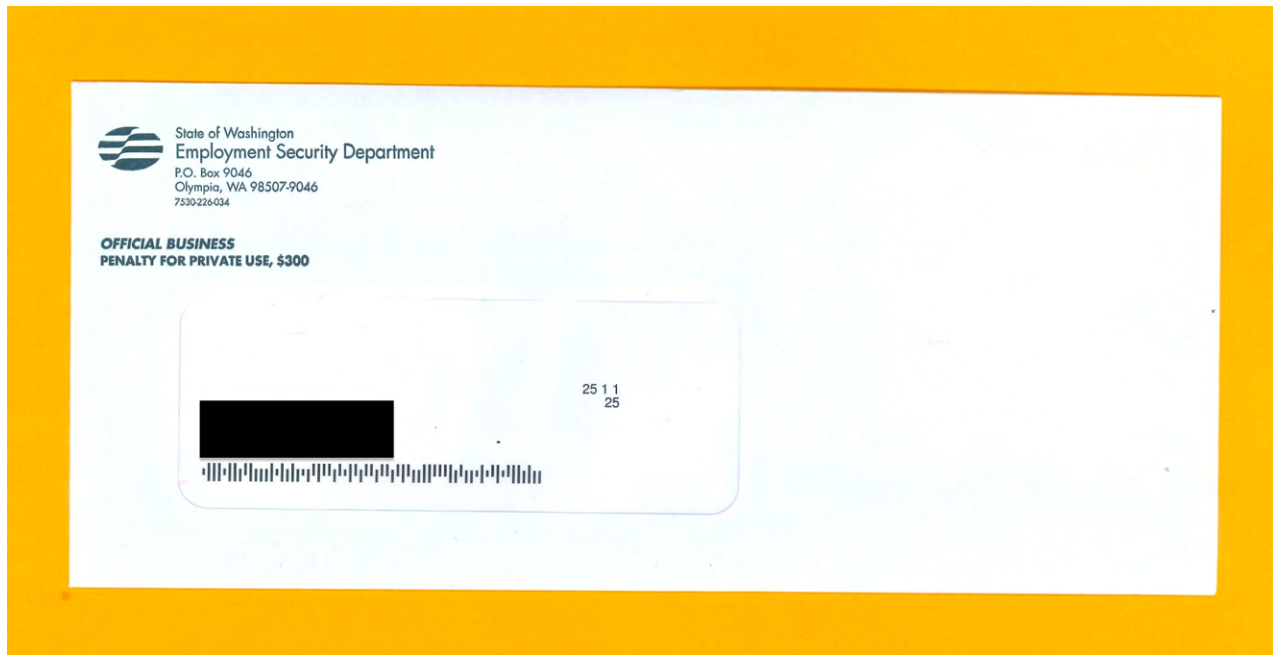 State of Washington
Employment Security Department
P.O. Box 9046
Olympia, WA 98507-9046
7530-226-034
OFFICIAL BUSINESS
PENALTY FOR PRIVATE USE, $300
25 1 1
25